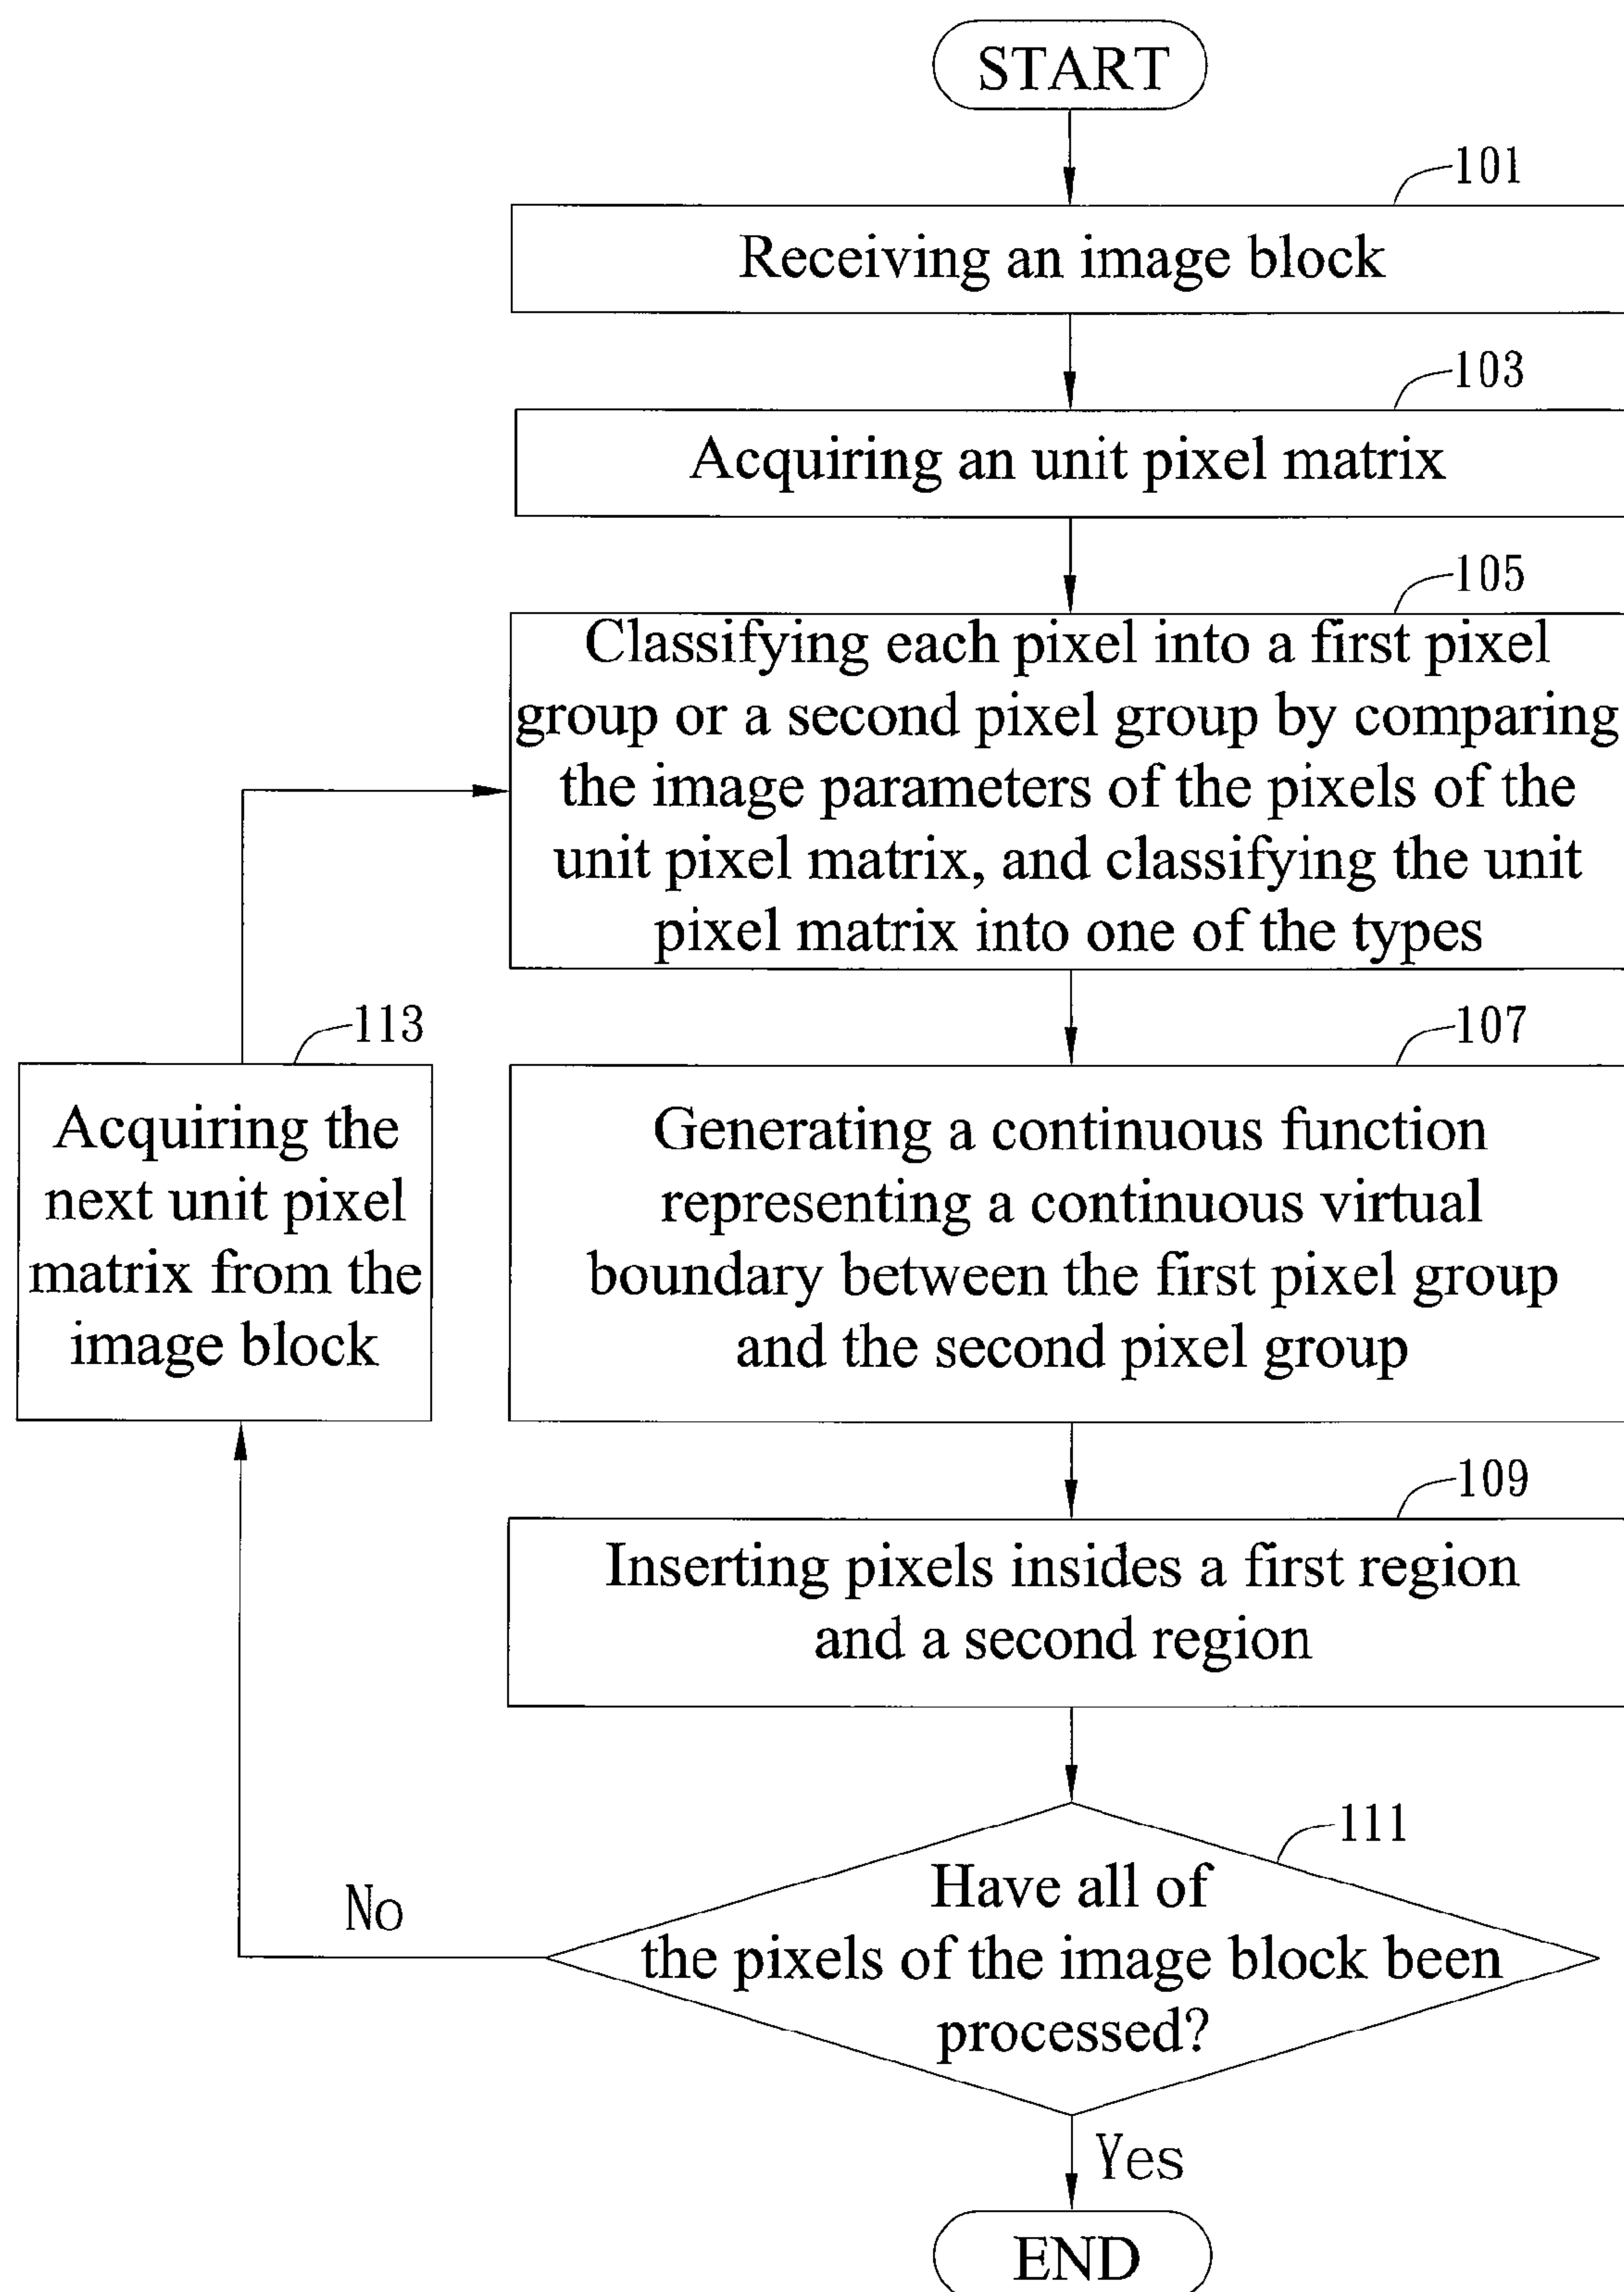 START
101
Receiving an image block
103
Acquiring an unit pixel matrix
105
Classifying each pixel into a first pixel
group or a second pixel group by comparing
the image parameters of the pixels of the
unit pixel matrix, and classifying the unit
pixel matrix into one of the types
113
Acquiring the
next unit pixel
matrix from the
image block
107
Generating a continuous function
representing a continuous virtual
boundary between the first pixel group
and the second pixel group
109
Inserting pixels insides a first region
and a second region
111
Have all of
the pixels of the image block been
processed?
No
Yes
END